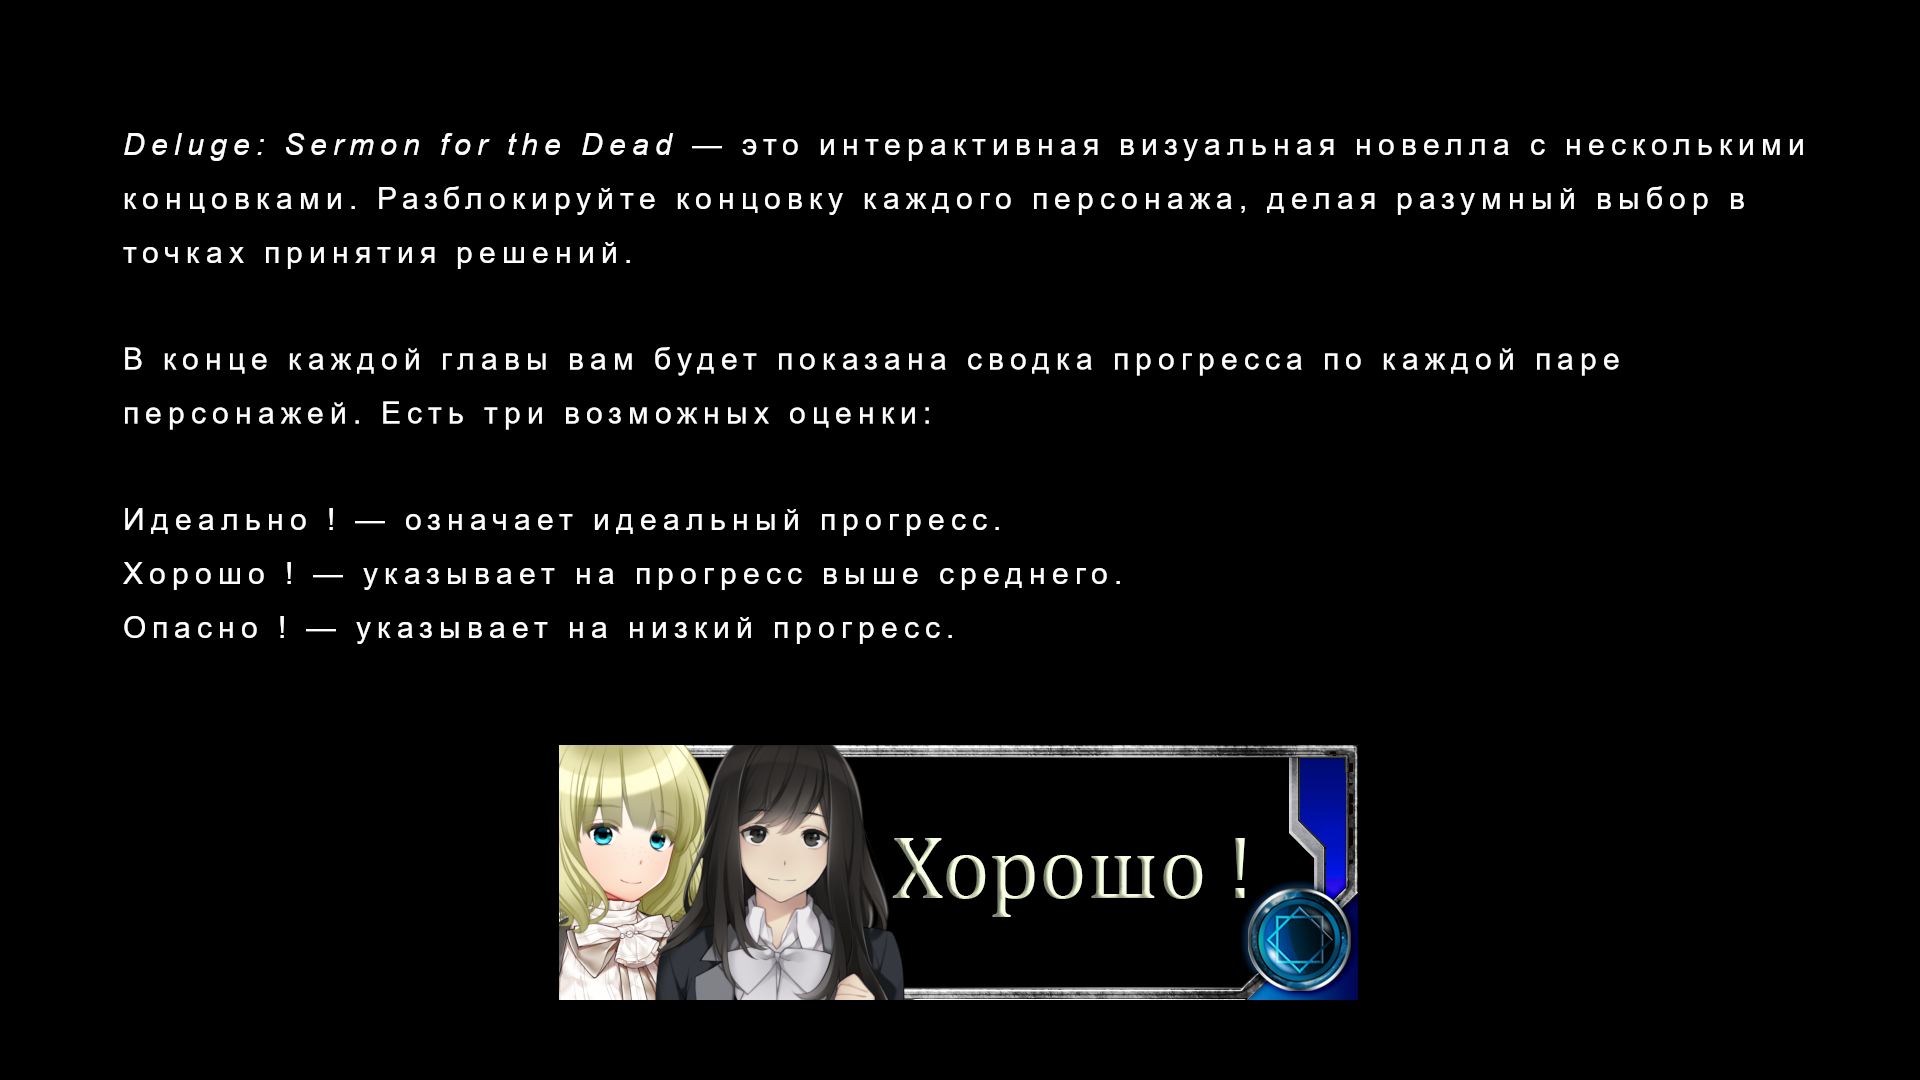 Deluge: Sermon for the Dead — это интерактивная визуальная новелла с несколькими
концовками. Разблокируйте концовку каждого персонажа, делая разумный выбор в
точках принятия решений.
В конце каждой главы вам будет показана сводка прогресса по каждой паре
персонажей. Есть три возможных оценки:
Идеально ! — означает идеальный прогресс.
Хорошо ! — указывает на прогресс выше среднего.
Опасно ! — указывает на низкий прогресс.
Хорошо !